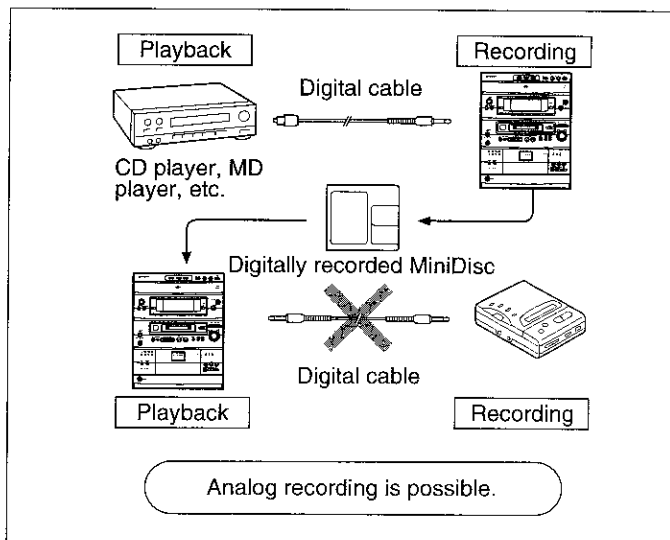 Playback
Recording
Digital cable
CD player, MD
player, etc.
Digitally recorded MiniDisc
Digital cable
Playback
Recording
Analog recording is possible.